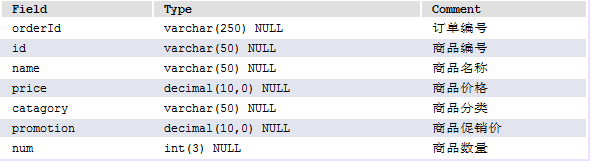 Field Type Comment
orderId varchar(250) NULL 订单编号
id varchar(50) NULL 商品编号
name varchar(50) NULL 商品名称
price decimal(10,0) NULL 商品价格
catagory varchar(50) NULL 商品分类
promotion decimal(10,0) NULL 商品促销价
num int(3) NULL 商品数量